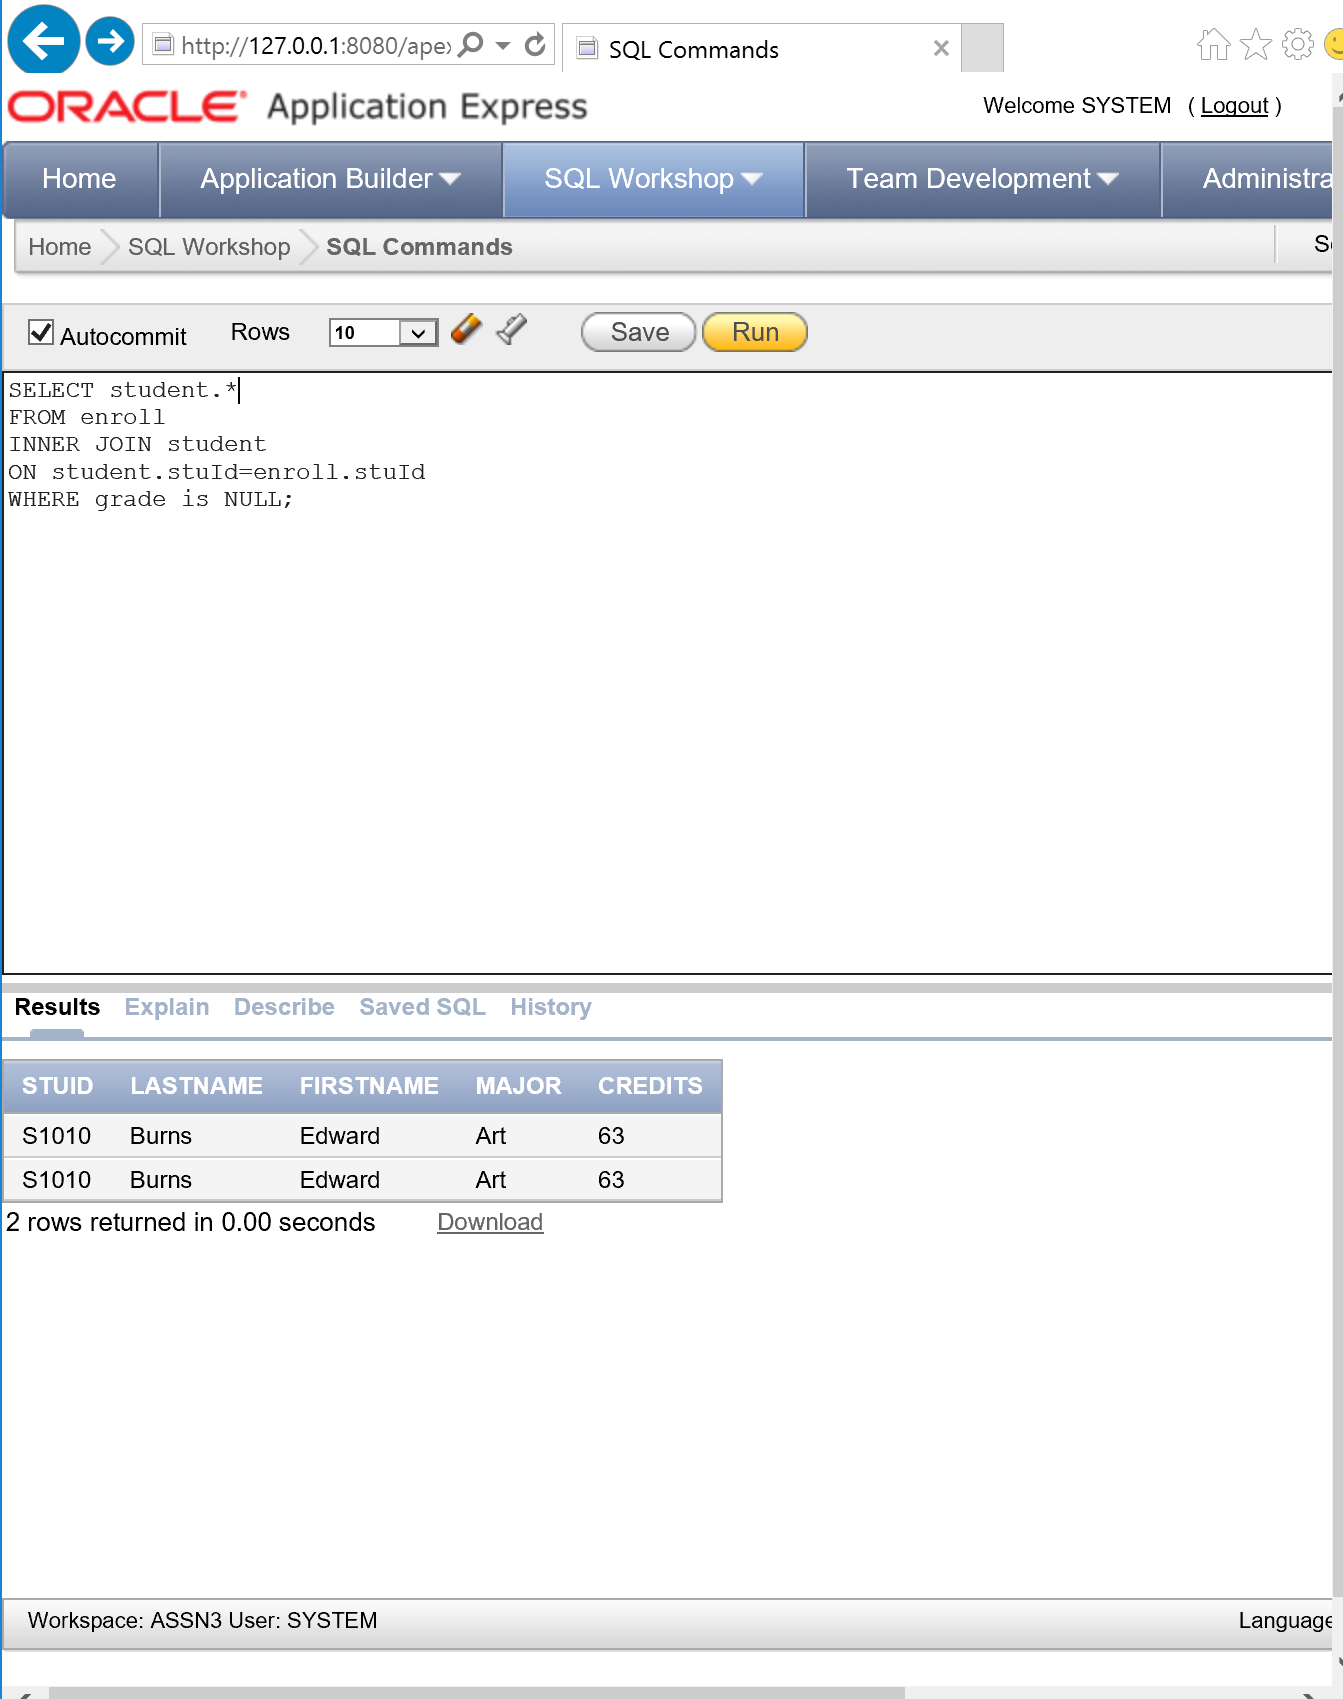 http://127.0.0.1:8080/apex
SQL Commands
ORACLE Application Express
Welcome SYSTEM ( Logout )
Home
Application Builder
SQL Workshop
Team Development
Administra
Home
SQL Workshop
SQL Commands
Autocommit
Rows
10
Save
Run
SELECT student.*
FROM enroll
INNER JOIN student
ON student.stuId=enroll.stuId
WHERE grade is NULL;
Results Explain Describe Saved SQL History
STUID LASTNAME FIRSTNAME MAJOR CREDITS
S1010 Burns Edward Art 63
S1010 Burns Edward Art 63
2 rows returned in 0.00 seconds Download
Workspace: ASSN3 User: SYSTEM
Language